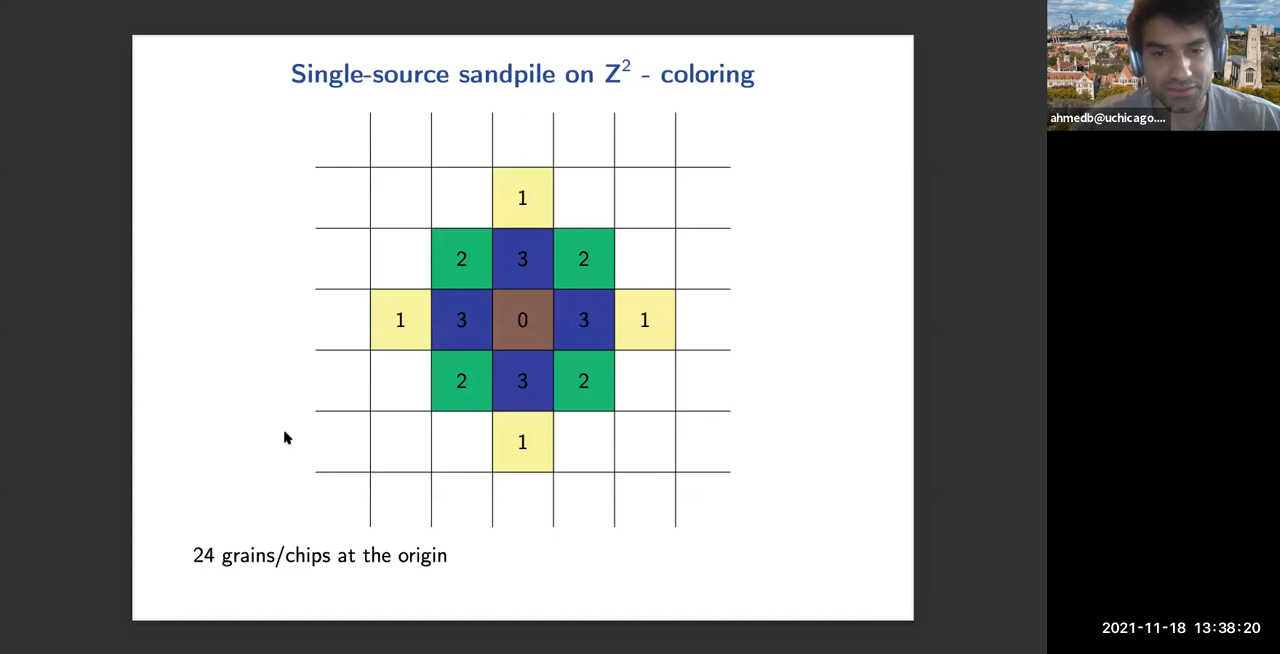 Single-source sandpile on Z² - coloring
1
2 3 2
1 3 0 3 1
2 3 2
1
24 grains/chips at the origin
ahmedb@uchicago....
2021-11-18 13:38:20